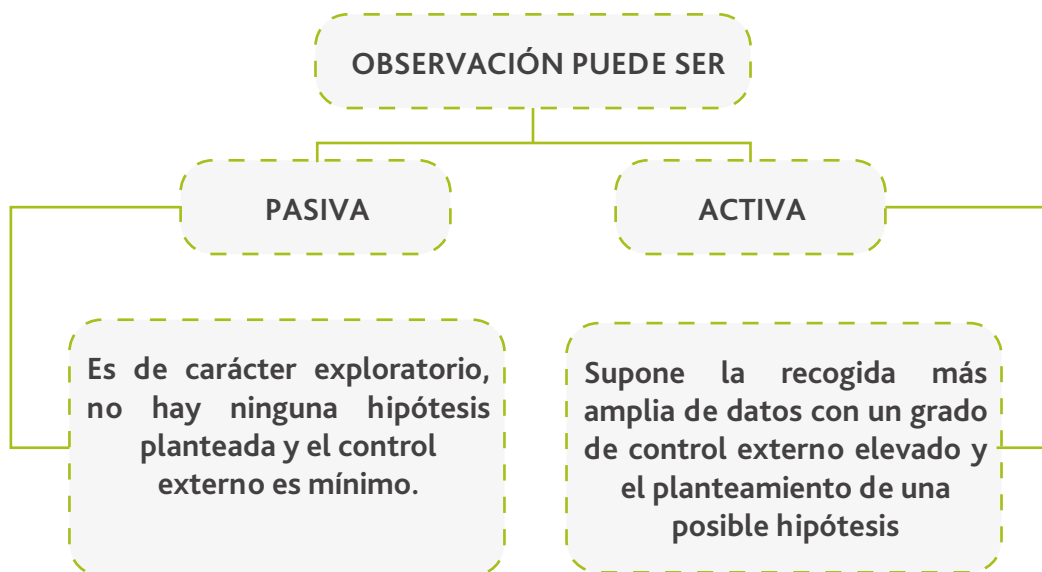 OBSERVACIÓN PUEDE SER
PASIVA
ACTIVA
Es de carácter exploratorio,
no hay ninguna hipótesis
planteada y el control
externo es mínimo.
Supone la recogida más
amplia de datos con un grado
de control externo elevado y
el planteamiento de una
posible hipótesis